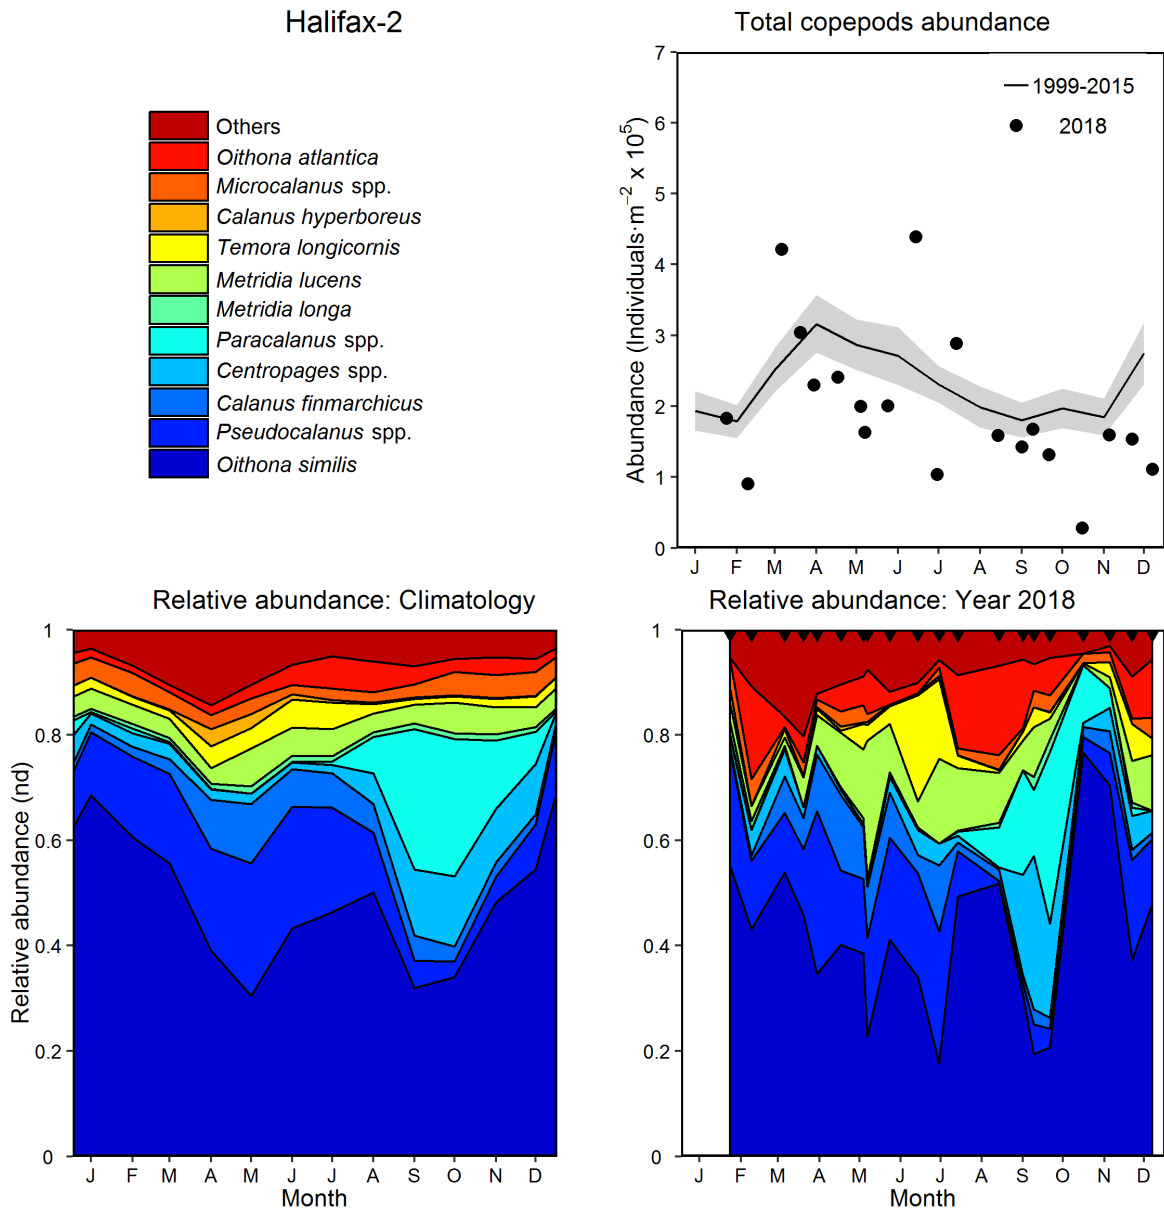 Halifax-2
Others
Oithona atlantica
Microcalanus spp.
Calanus hyperboreus
Temora longicornis
Metridia lucens
Metridia longa
Paracalanus spp.
Centropages spp.
Calanus finmarchicus
Pseudocalanus spp.
Oithona similis
Total copepods abundance
Abundance (Individuals·m⁻² x 10⁵)
7
6
5
4
3
2
1
0
1999-2015
2018
J F M A M J J A S O N D
Relative abundance: Climatology
Relative abundance (nd)
1
0.8
0.6
0.4
0.2
0
J F M A M J J A S O N D
Month
Relative abundance: Year 2018
1
0.8
0.6
0.4
0.2
0
J F M A M J J A S O N D
Month